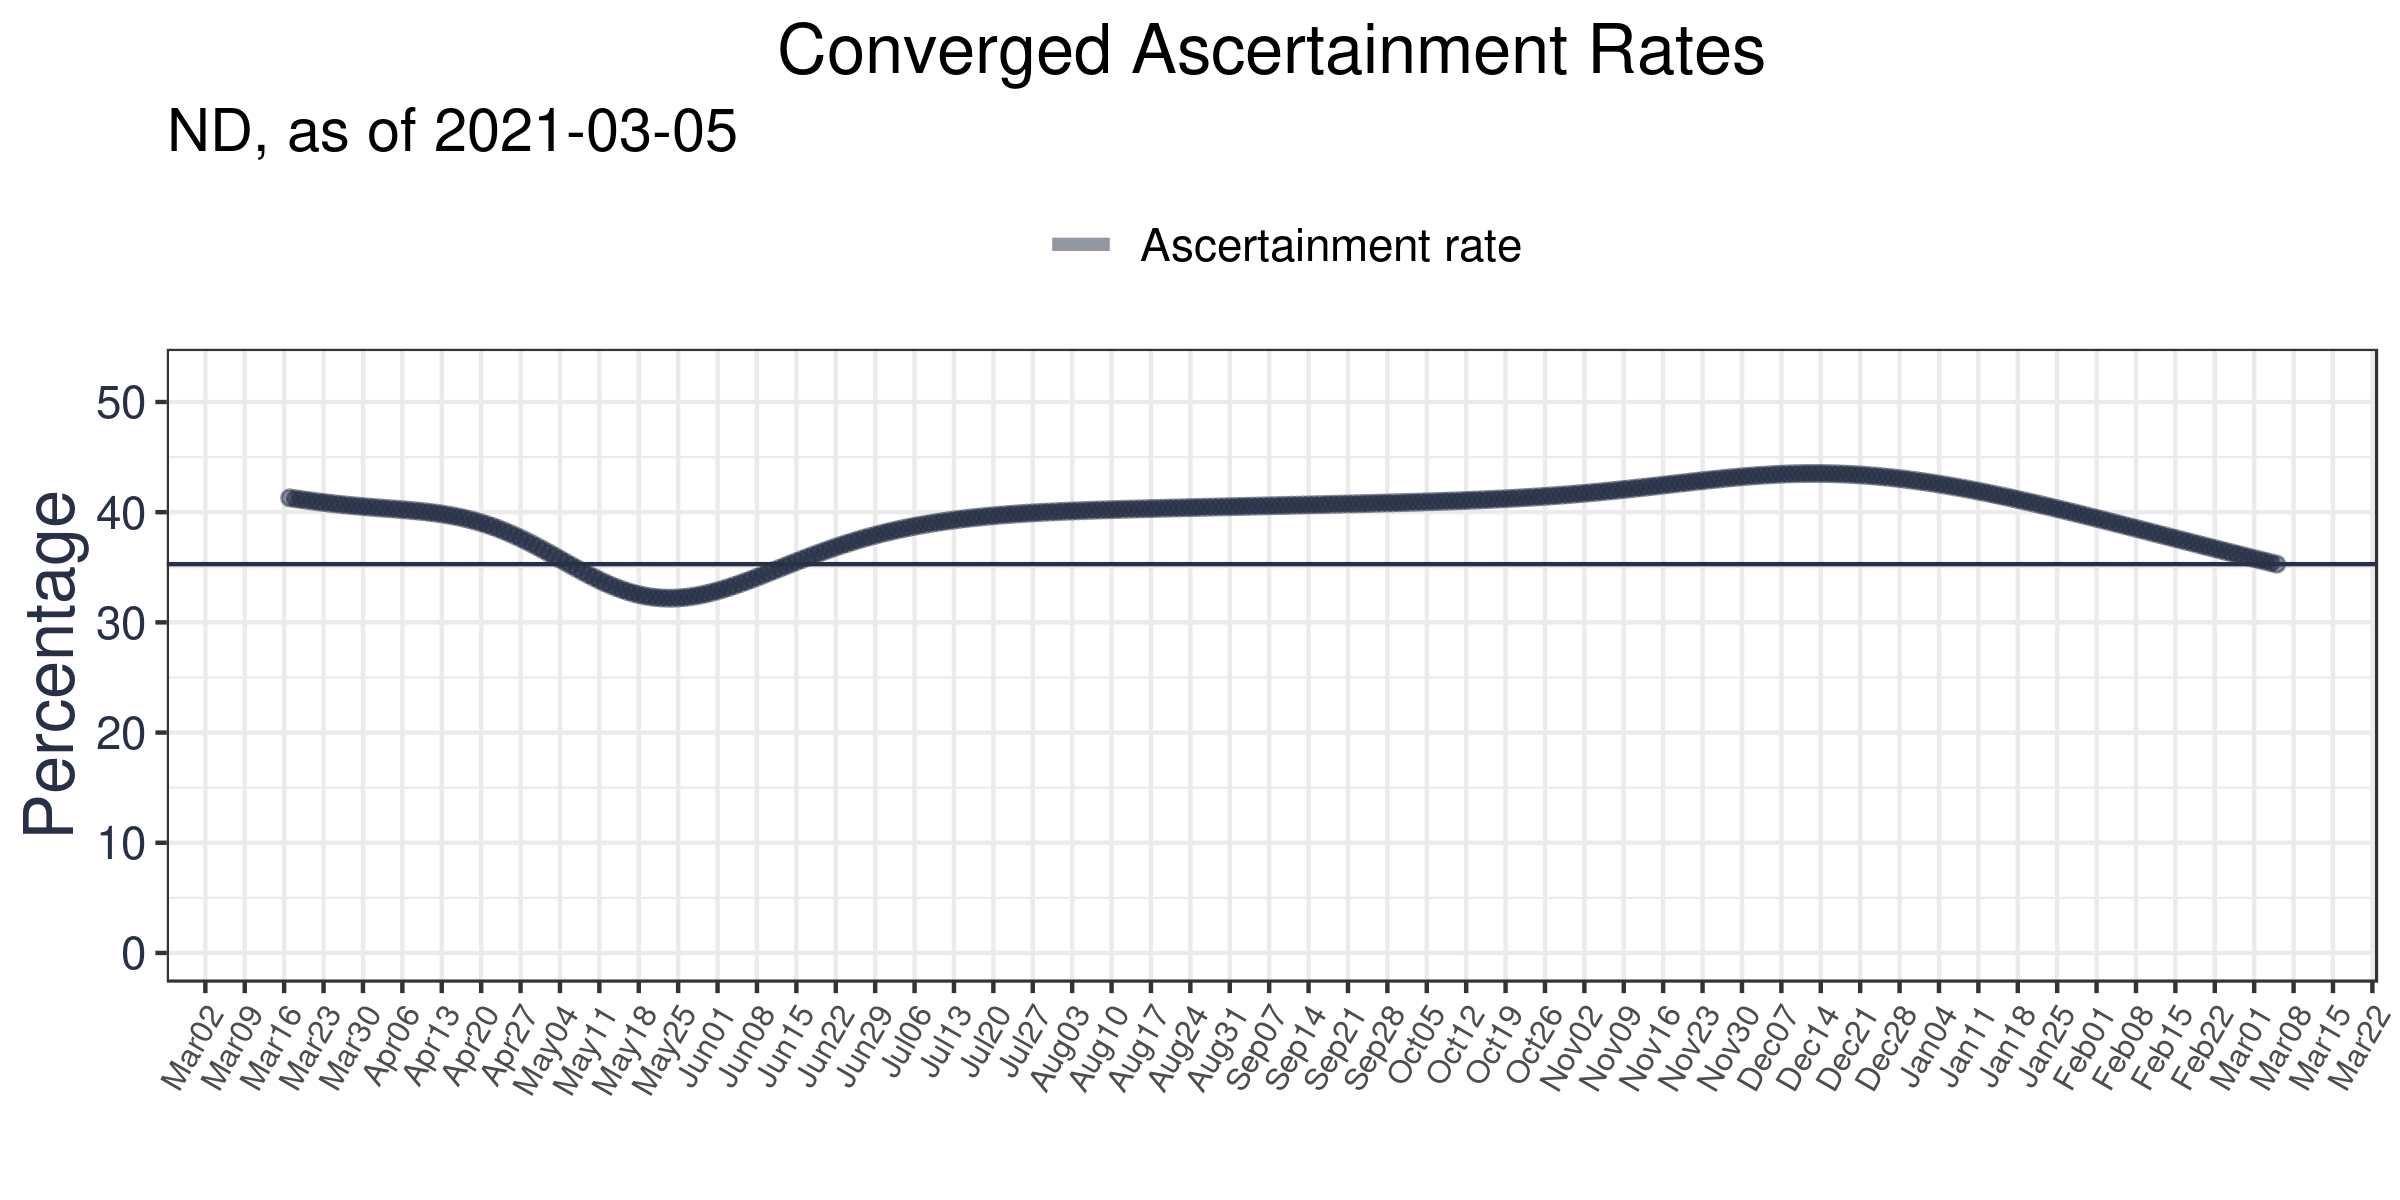 Converged Ascertainment Rates
ND, as of 2021-03-05
Ascertainment rate
Percentage
50
40
30
20
10
0
Mar02
Mar09
Mar16
Mar23
Mar30
Apr06
Apr13
Apr20
Apr27
May04
May11
May18
May25
Jun01
Jun08
Jun15
Jun22
Jun29
Jul06
Jul13
Jul20
Jul27
Aug03
Aug10
Aug17
Aug24
Aug31
Sep07
Sep14
Sep21
Sep28
Oct05
Oct12
Oct19
Oct26
Nov02
Nov09
Nov16
Nov23
Nov30
Dec07
Dec14
Dec21
Dec28
Jan04
Jan11
Jan18
Jan25
Feb01
Feb08
Feb15
Feb22
Mar01
Mar08
Mar15
Mar22